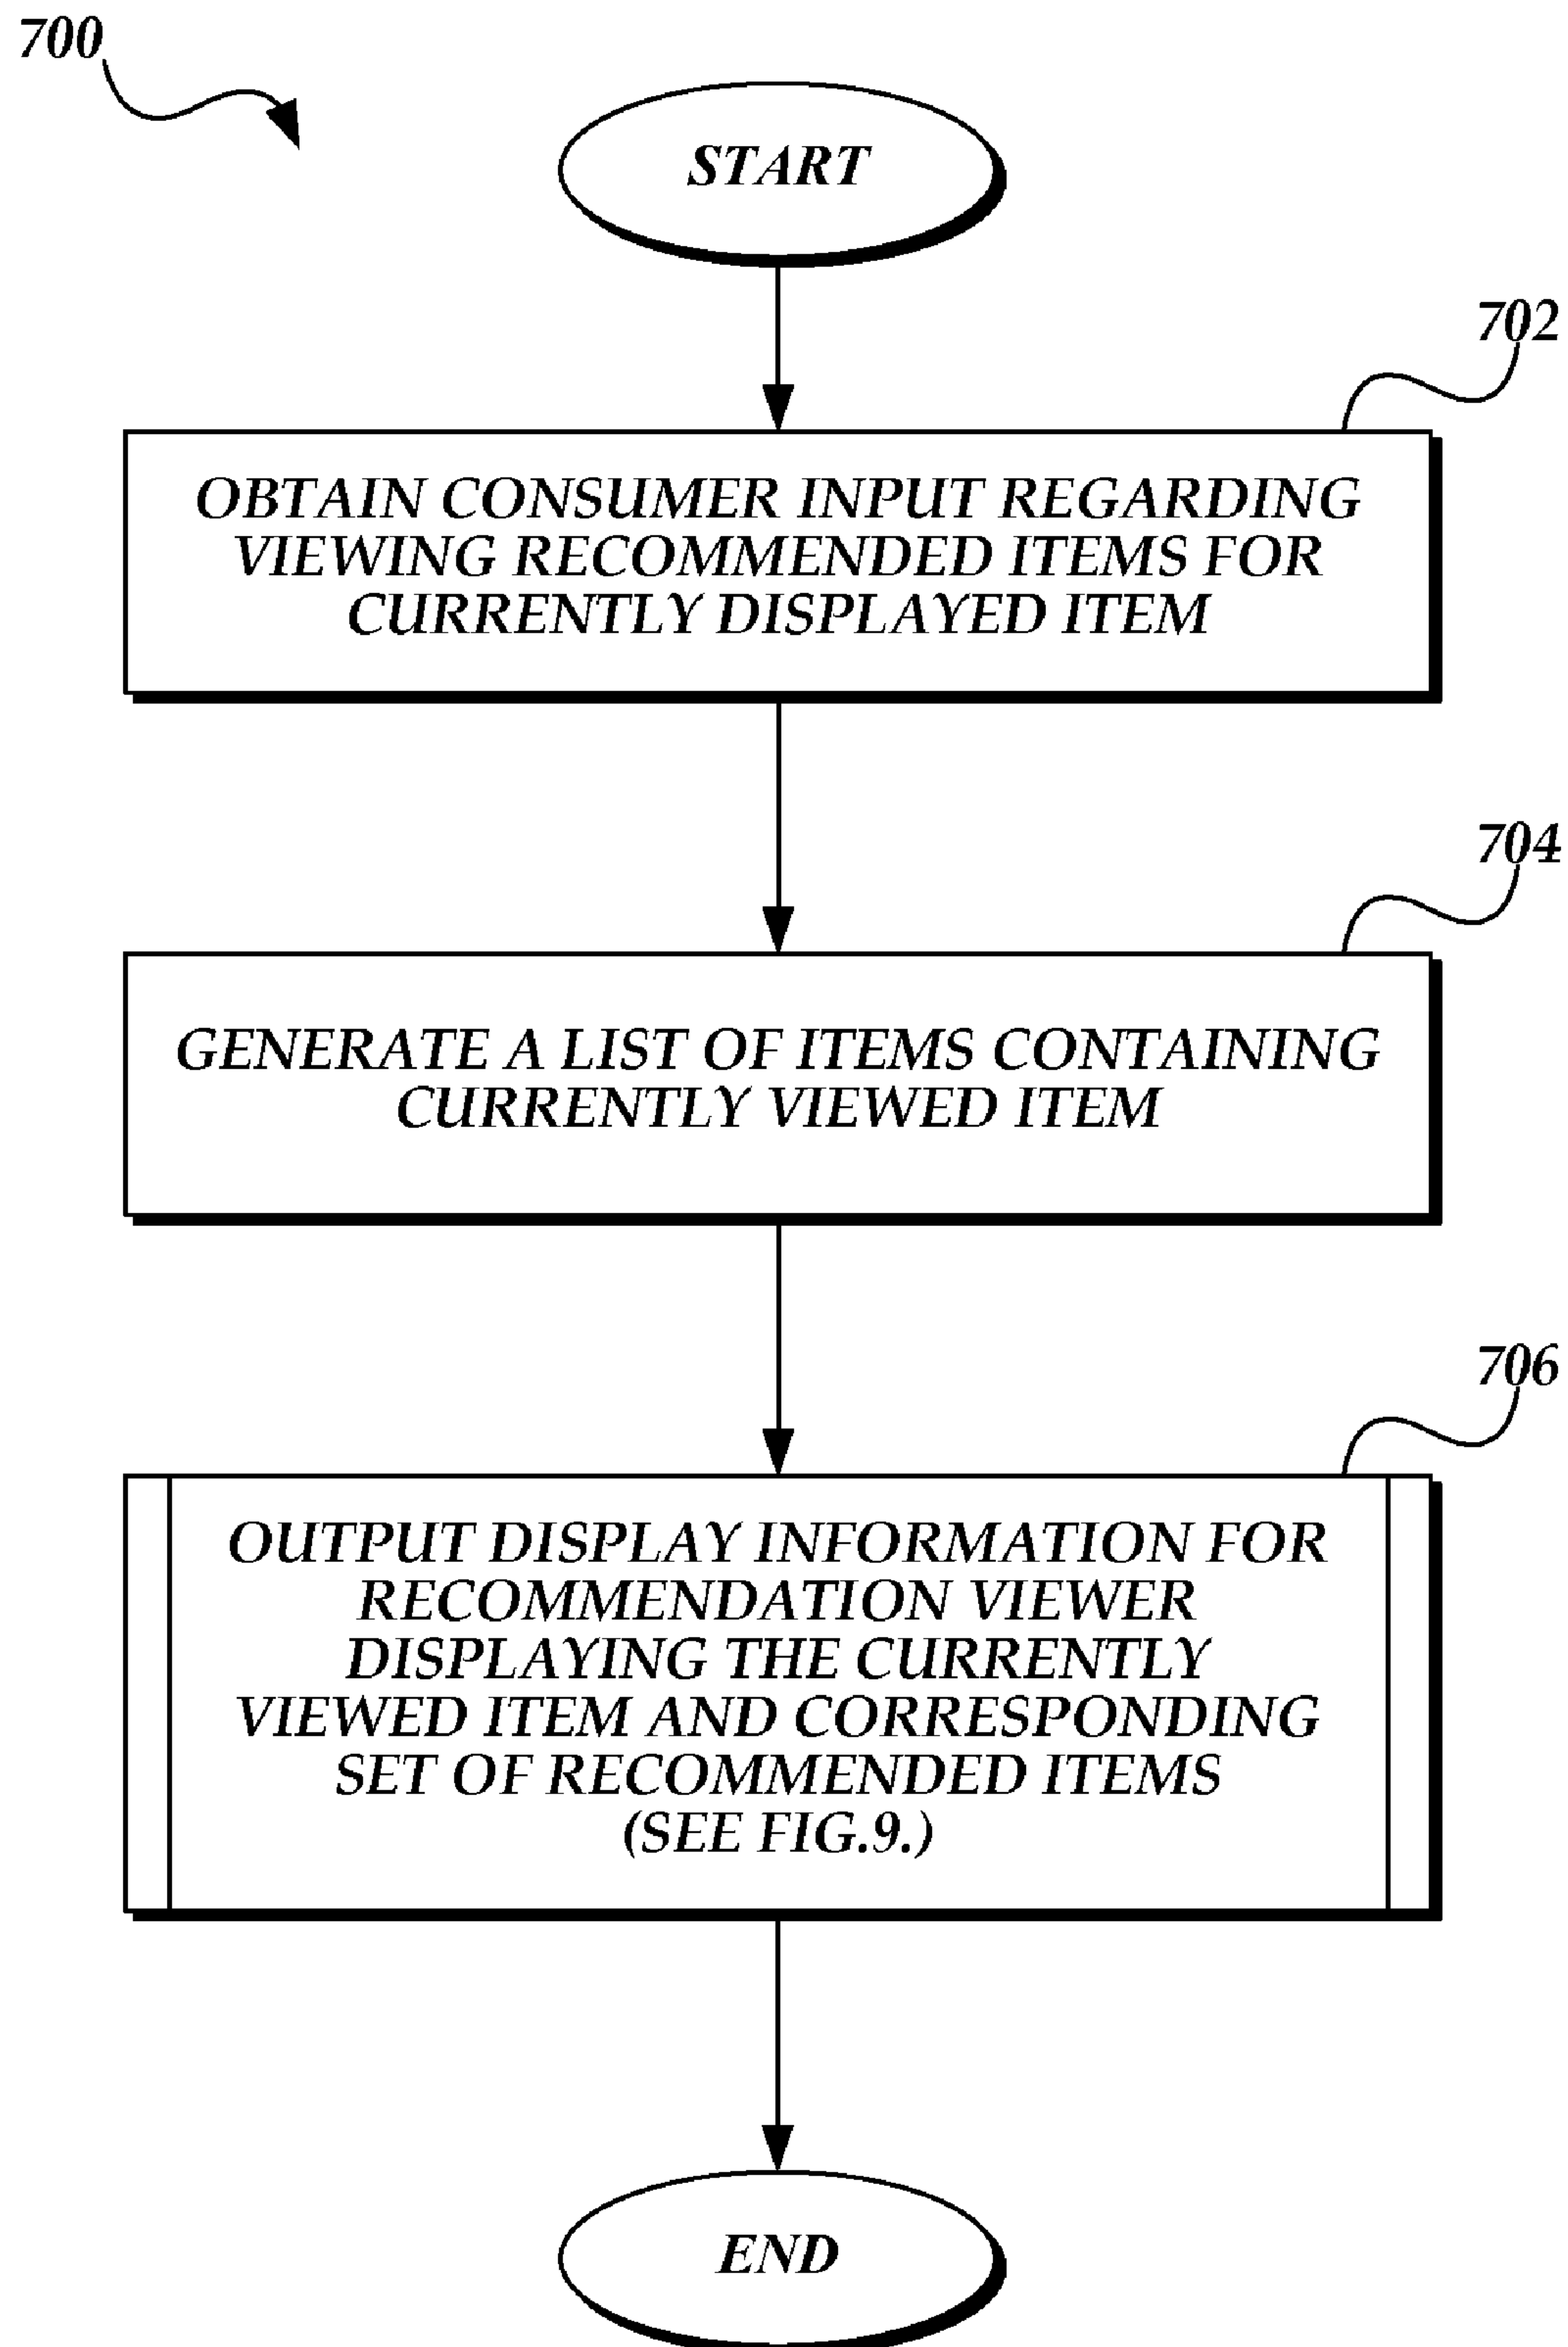 700
START
702
OBTAIN CONSUMER INPUT REGARDING
VIEWING RECOMMENDED ITEMS FOR
CURRENTLY DISPLAYED ITEM
704
GENERATE A LIST OF ITEMS CONTAINING
CURRENTLY VIEWED ITEM
706
OUTPUT DISPLAY INFORMATION FOR
RECOMMENDATION VIEWER
DISPLAYING THE CURRENTLY
VIEWED ITEM AND CORRESPONDING
SET OF RECOMMENDED ITEMS
(SEE FIG.9.)
END